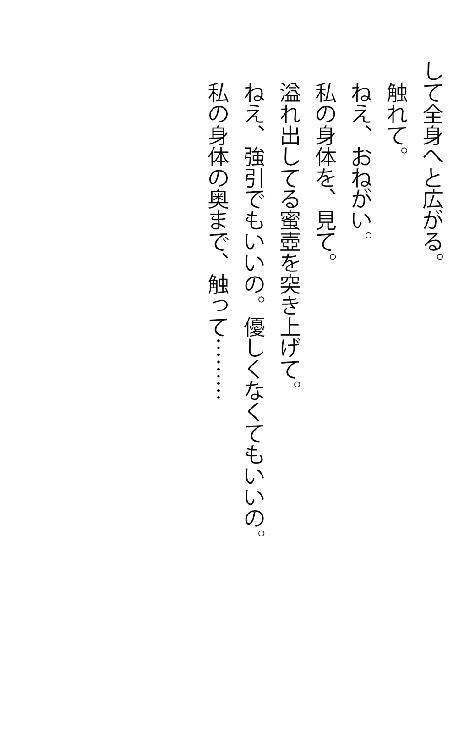 して全身へと広がる。
触れて。
ねえ、おねがい。
私の身体を、見て。
溢れ出してる蜜壺を突き上げて。
ねえ、強引でもいいの。優しくなくてもいいの。
私の身体の奥まで、触って………